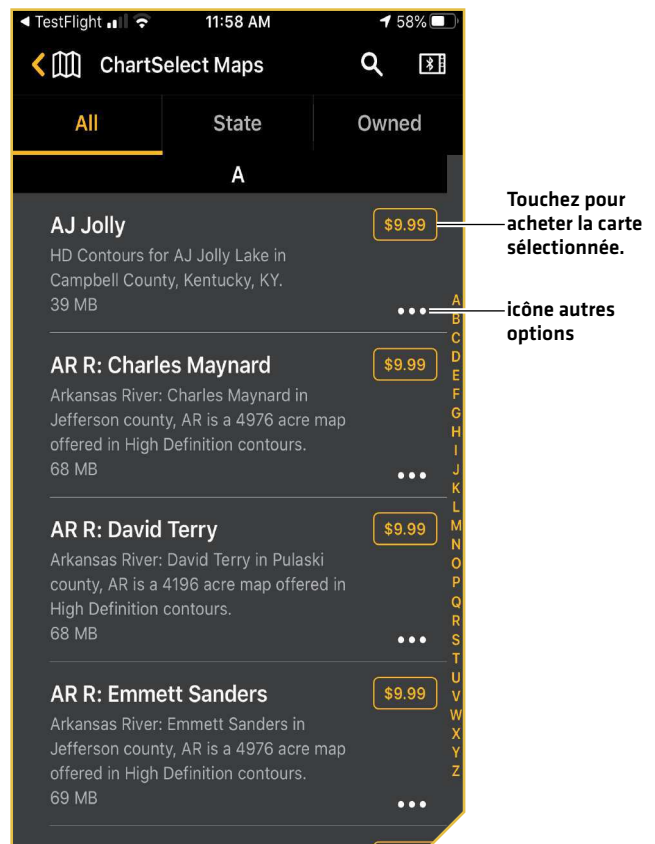 TestFlight 11:58 AM 58%
ChartSelect Maps
All State Owned
A
AJ Jolly $9.99
HD Contours for AJ Jolly Lake in
Campbell County, Kentucky, KY.
39 MB
AR R: Charles Maynard $9.99
Arkansas River: Charles Maynard in
Jefferson county, AR is a 4976 acre map
offered in High Definition contours.
68 MB
AR R: David Terry $9.99
Arkansas River: David Terry in Pulaski
county, AR is a 4196 acre map offered in
High Definition contours.
68 MB
AR R: Emmett Sanders $9.99
Arkansas River: Emmett Sanders in
Jefferson county, AR is a 4976 acre map
offered in High Definition contours.
69 MB
A
B
C
D
E
F
G
H
I
J
K
L
M
N
O
P
Q
R
S
T
U
V
W
X
Y
Z
Touchez pour
acheter la carte
sélectionnée.
icône autres
options